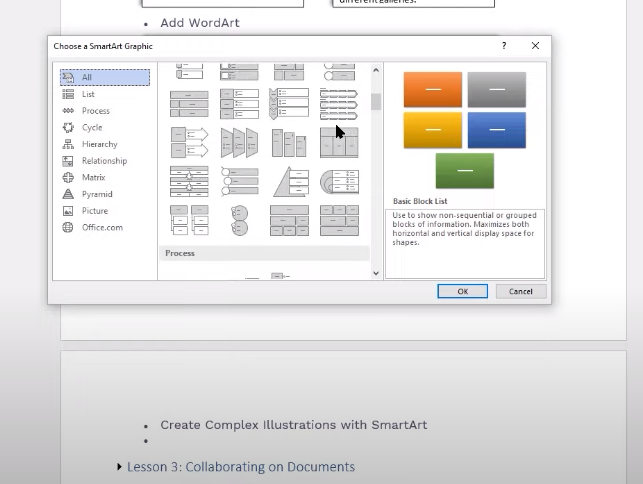 different galleries.
• Add WordArt
Choose a SmartArt Graphic
?
All
List
Process
Cycle
Hierarchy
Relationship
Matrix
Pyramid
Picture
Office.com
Process
Basic Block List
Use to show non-sequential or grouped
blocks of information. Maximizes both
horizontal and vertical display space for
shapes.
OK
Cancel
• Create Complex Illustrations with SmartArt
•
Lesson 3: Collaborating on Documents